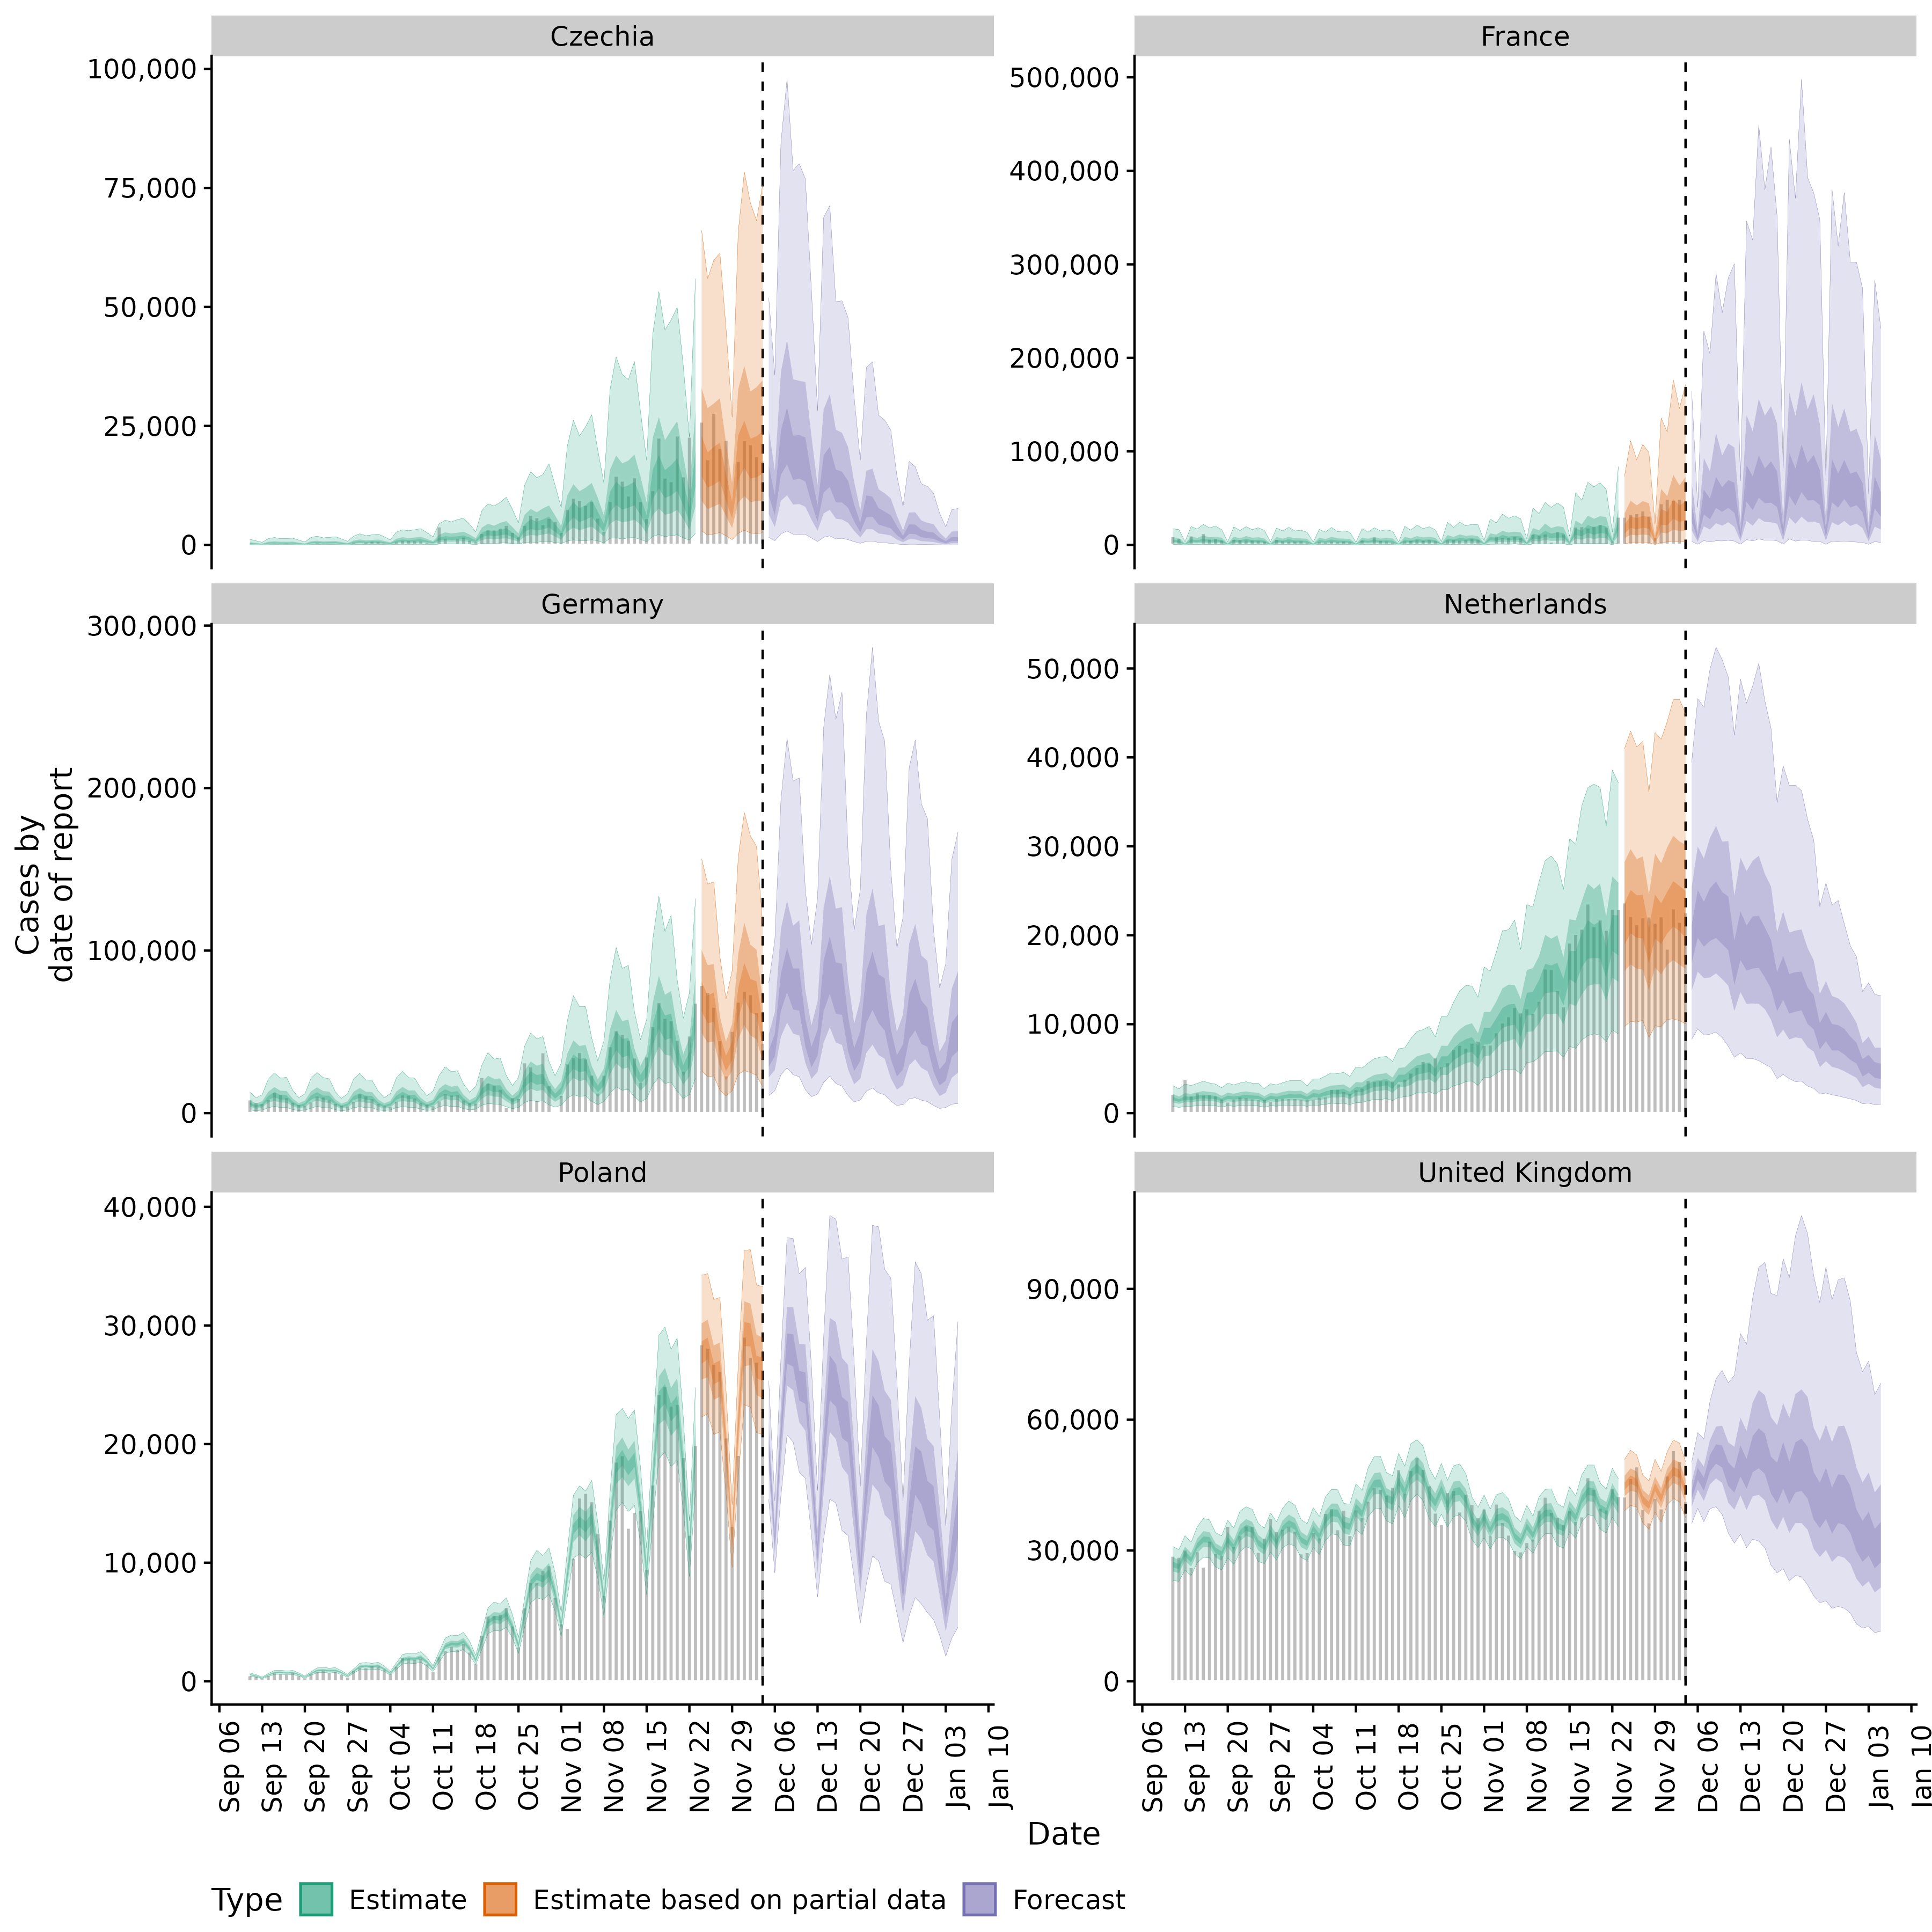 Czechia
France
100,000
75,000
50,000
25,000
0
500,000
400,000
300,000
200,000
100,000
0
Germany
Netherlands
300,000
200,000
100,000
0
50,000
40,000
30,000
20,000
10,000
0
Cases by
date of report
Poland
United Kingdom
40,000
30,000
20,000
10,000
0
90,000
60,000
30,000
0
Sep 06
Sep 13
Sep 20
Sep 27
Oct 04
Oct 11
Oct 18
Oct 25
Nov 01
Nov 08
Nov 15
Nov 22
Nov 29
Dec 06
Dec 13
Dec 20
Dec 27
Jan 03
Jan 10
Sep 06
Sep 13
Sep 20
Sep 27
Oct 04
Oct 11
Oct 18
Oct 25
Nov 01
Nov 08
Nov 15
Nov 22
Nov 29
Dec 06
Dec 13
Dec 20
Dec 27
Jan 03
Jan 10
Date
Type Estimate Estimate based on partial data Forecast